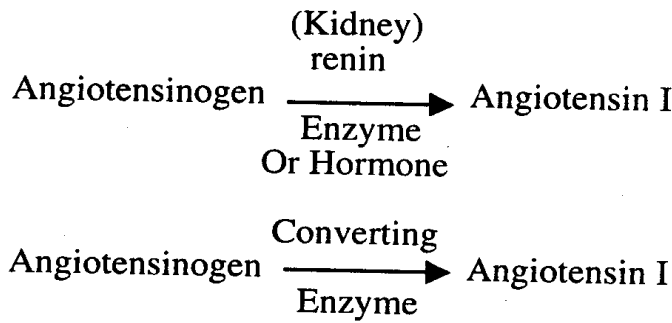 (Kidney)
renin
Angiotensinogen Angiotensin I
Enzyme
Or Hormone
Converting
Angiotensinogen Angiotensin I
Enzyme